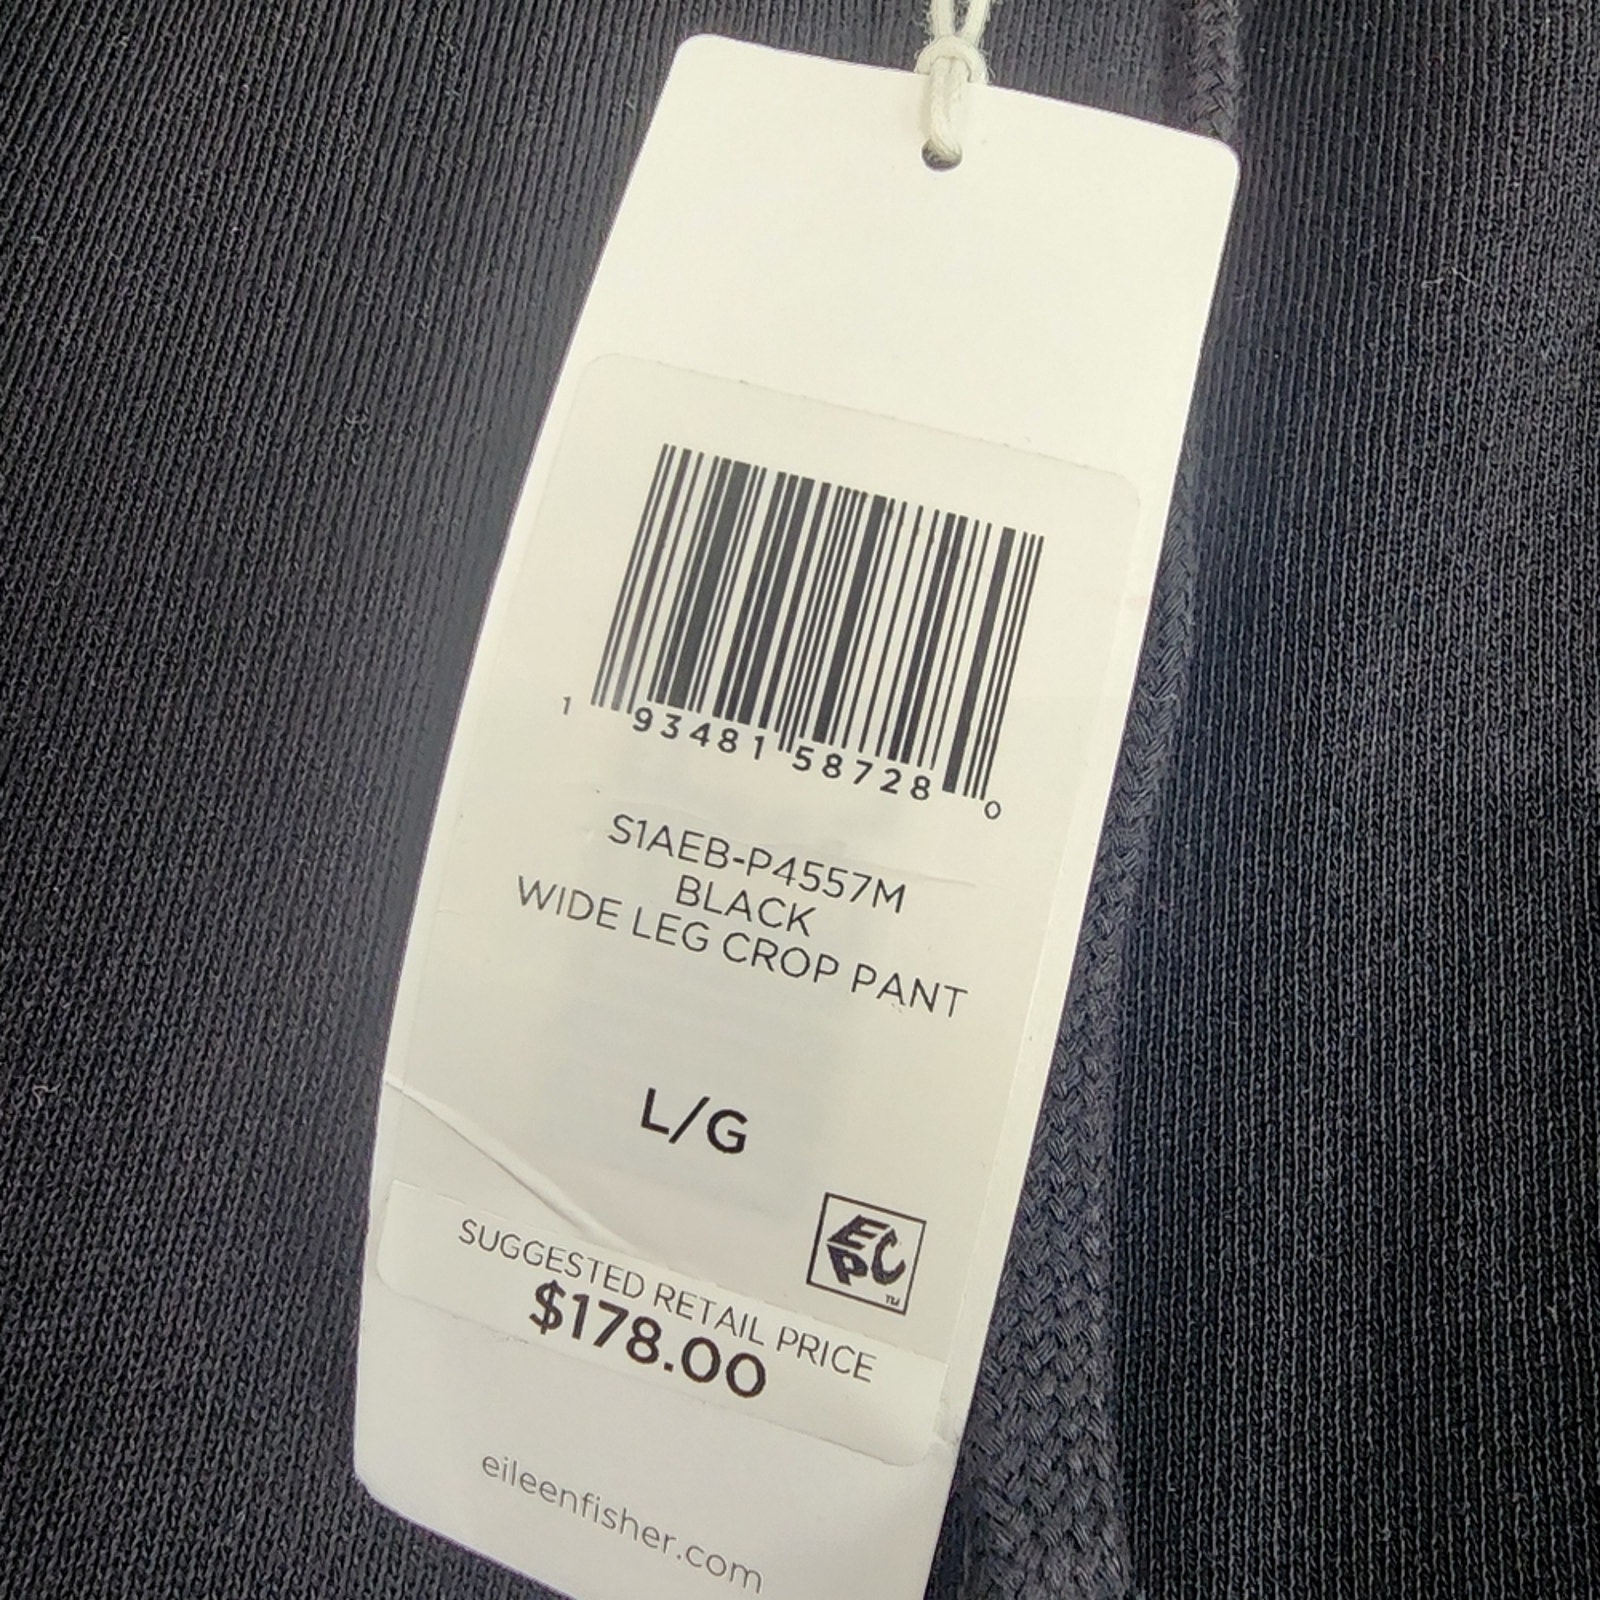 1 93481 58728 0
S1AEB-P4557M
BLACK
WIDE LEG CROP PANT
L/G
EPC
TM
SUGGESTED RETAIL PRICE
$178.00
eileenfisher.com